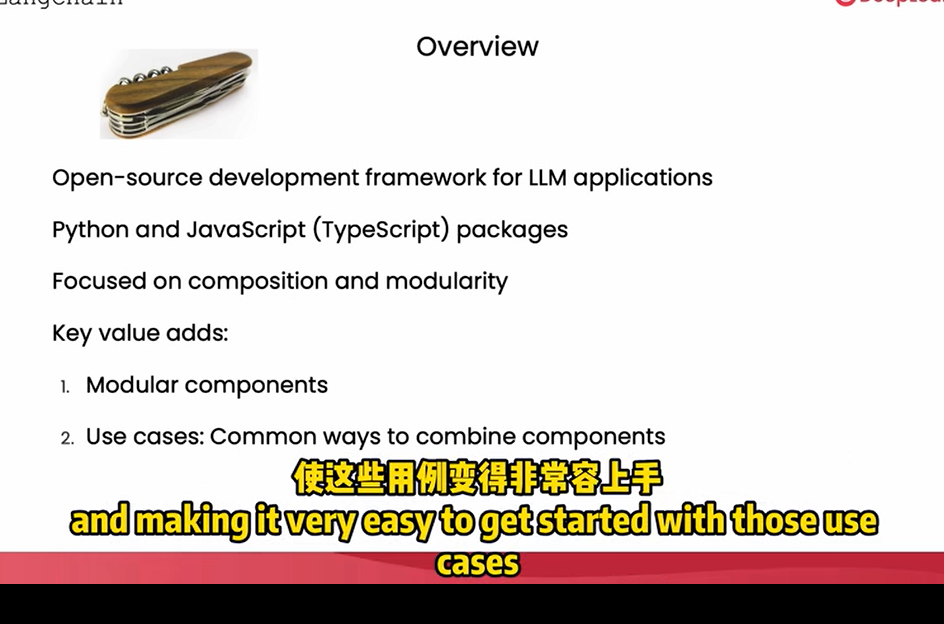 LangChain
Overview
Open-source development framework for LLM applications
Python and JavaScript (TypeScript) packages
Focused on composition and modularity
Key value adds:
1. Modular components
2. Use cases: Common ways to combine components
使这些用例变得非常容上手
and making it very easy to get started with those use
cases